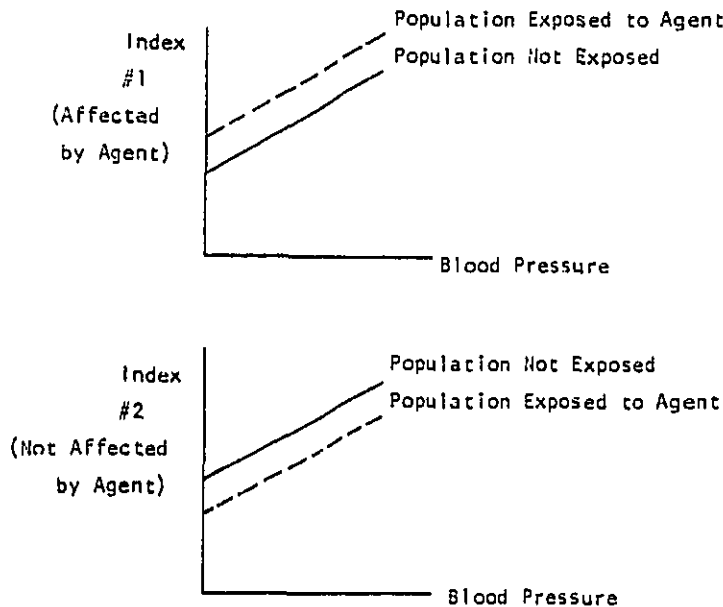 Population Exposed to Agent
Index
Population Not Exposed
#1
(Affected
by Agent)
Blood Pressure
Population Not Exposed
Index
Population Exposed to Agent
#2
(Not Affected
by Agent)
Blood Pressure